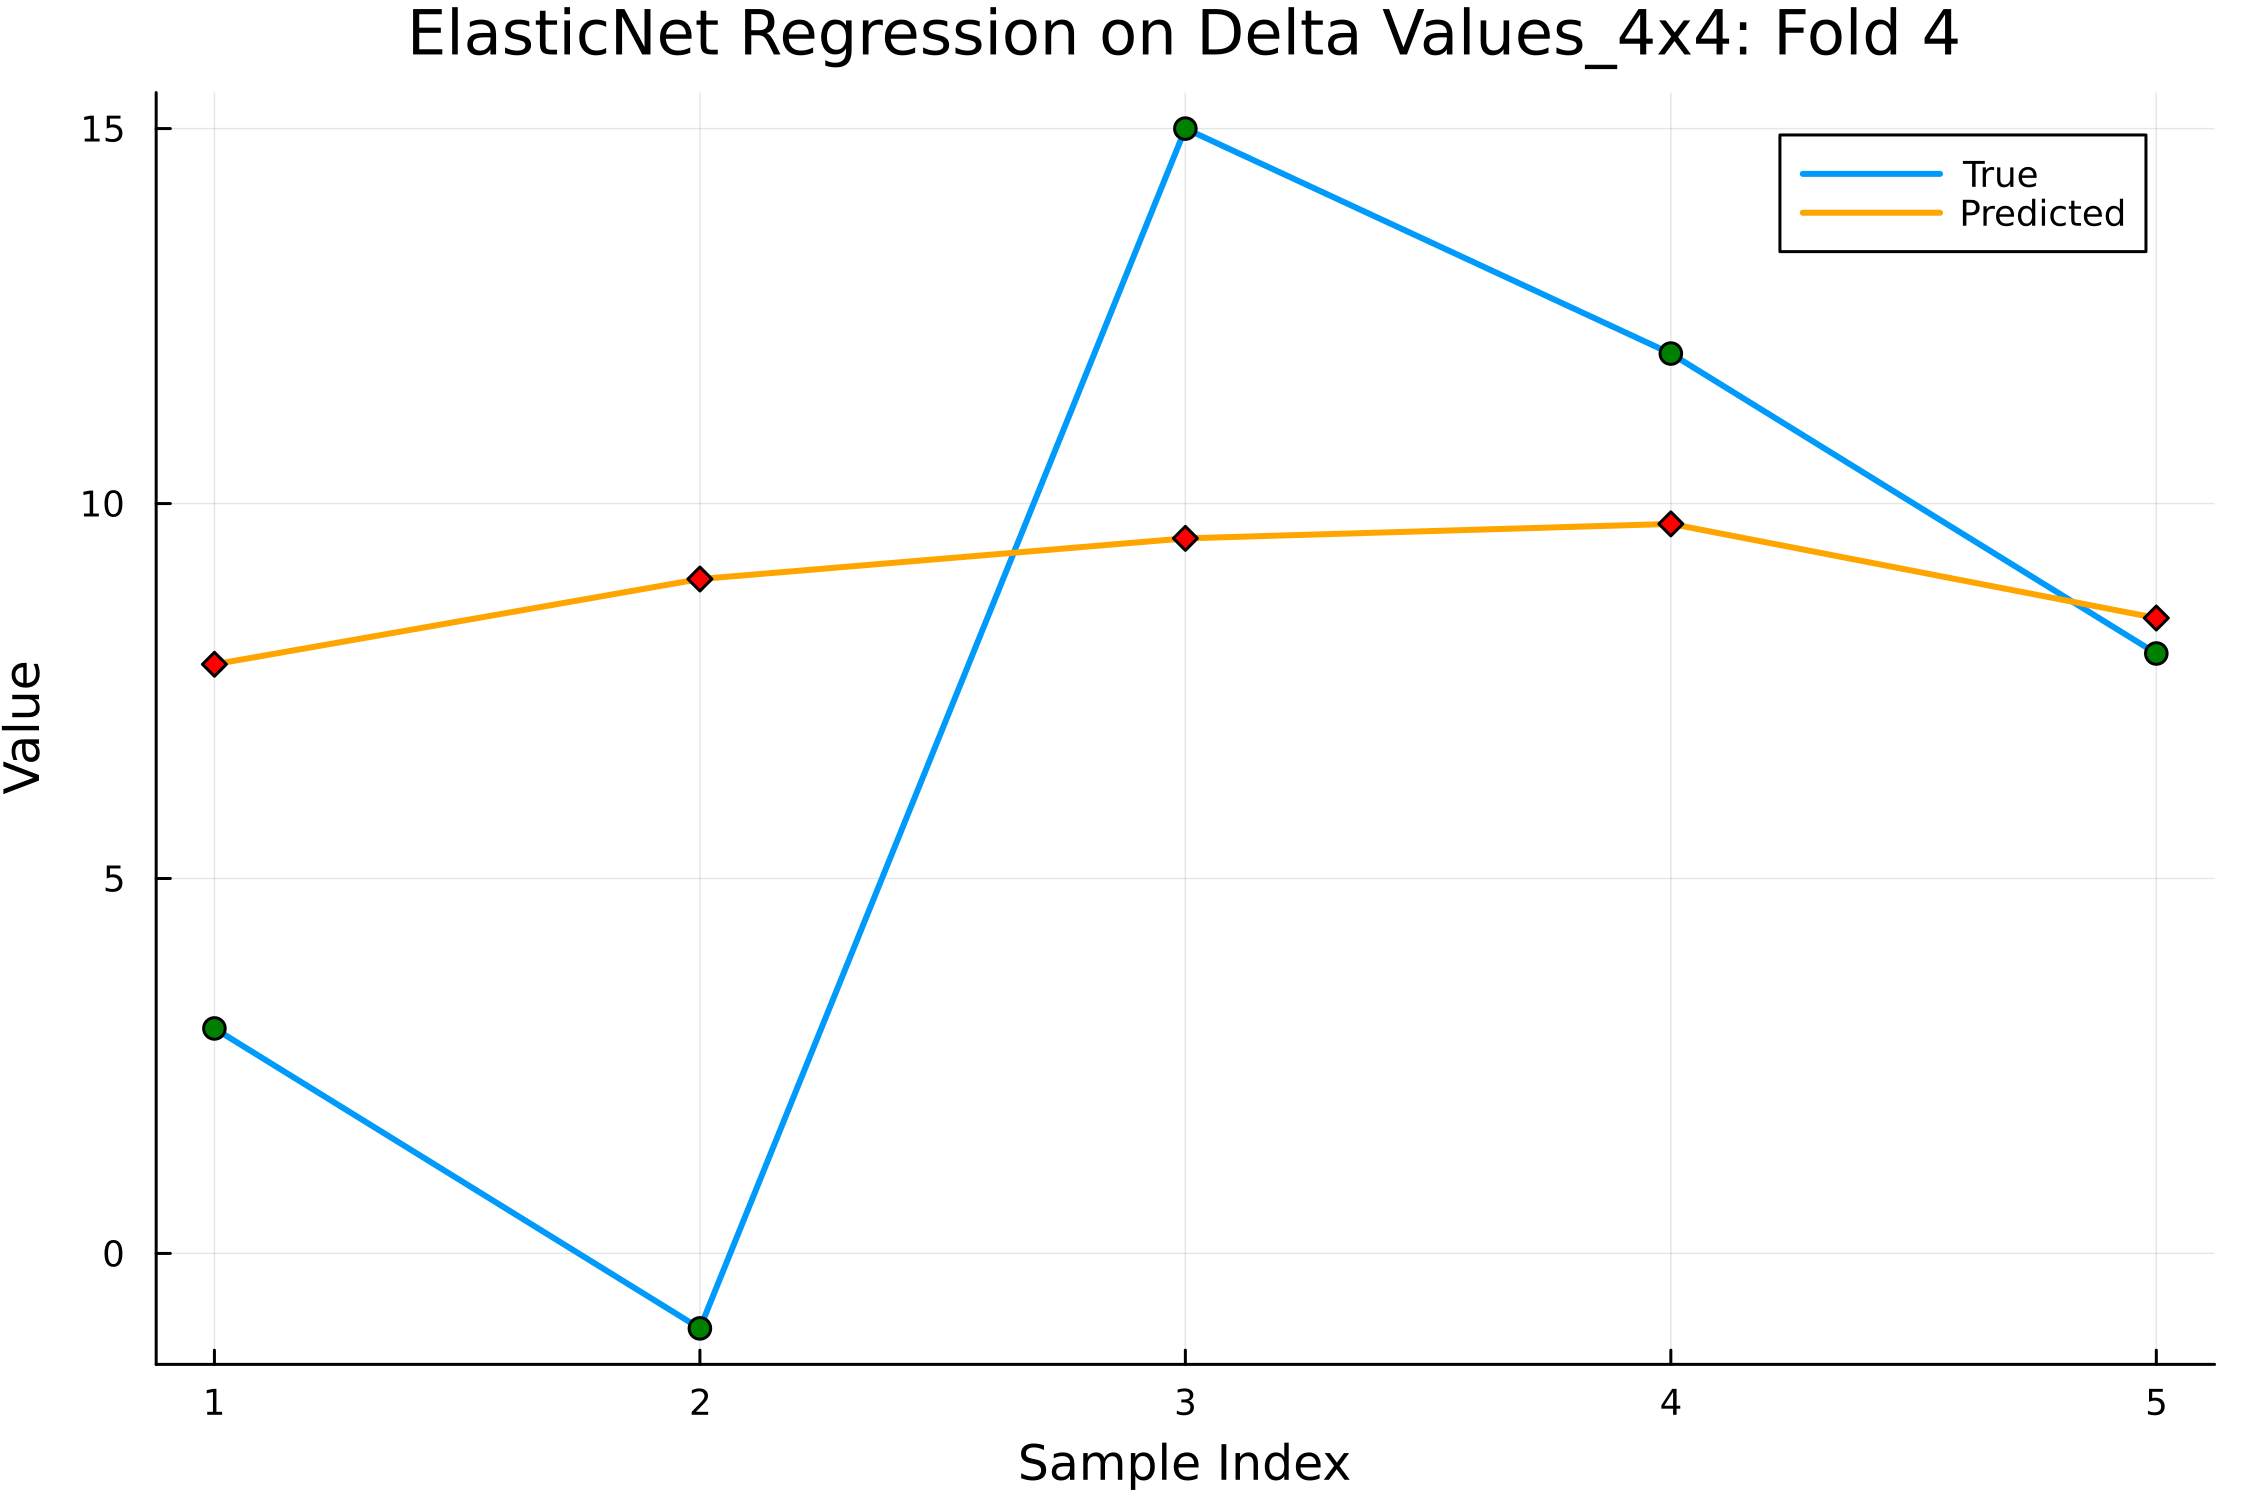 ElasticNet Regression on Delta Values_4x4: Fold 4
15
10
5
0
Value
True
Predicted
1 2 3 4 5
Sample Index